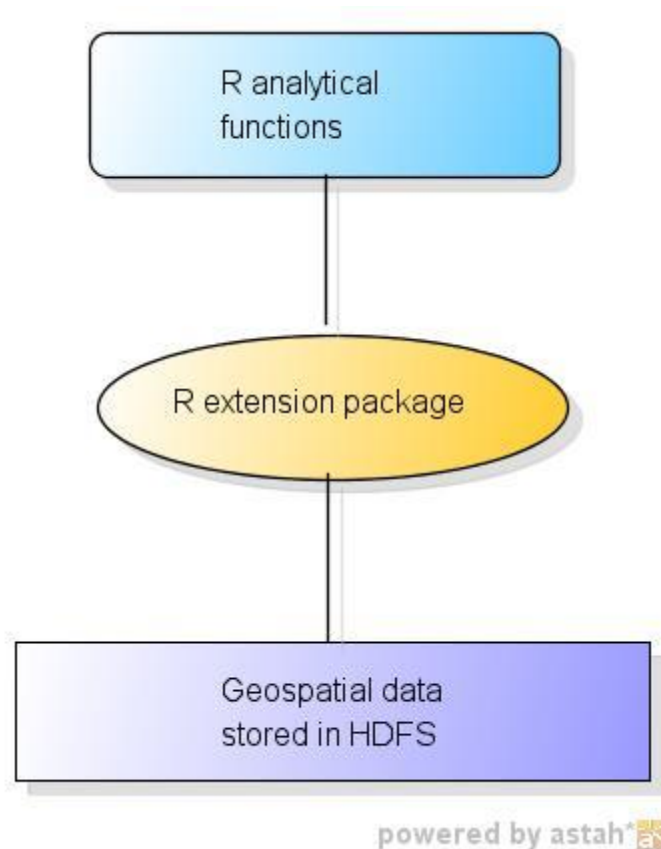 R analytical
functions
R extension package
Geospatial data
stored in HDFS
powered by astah*